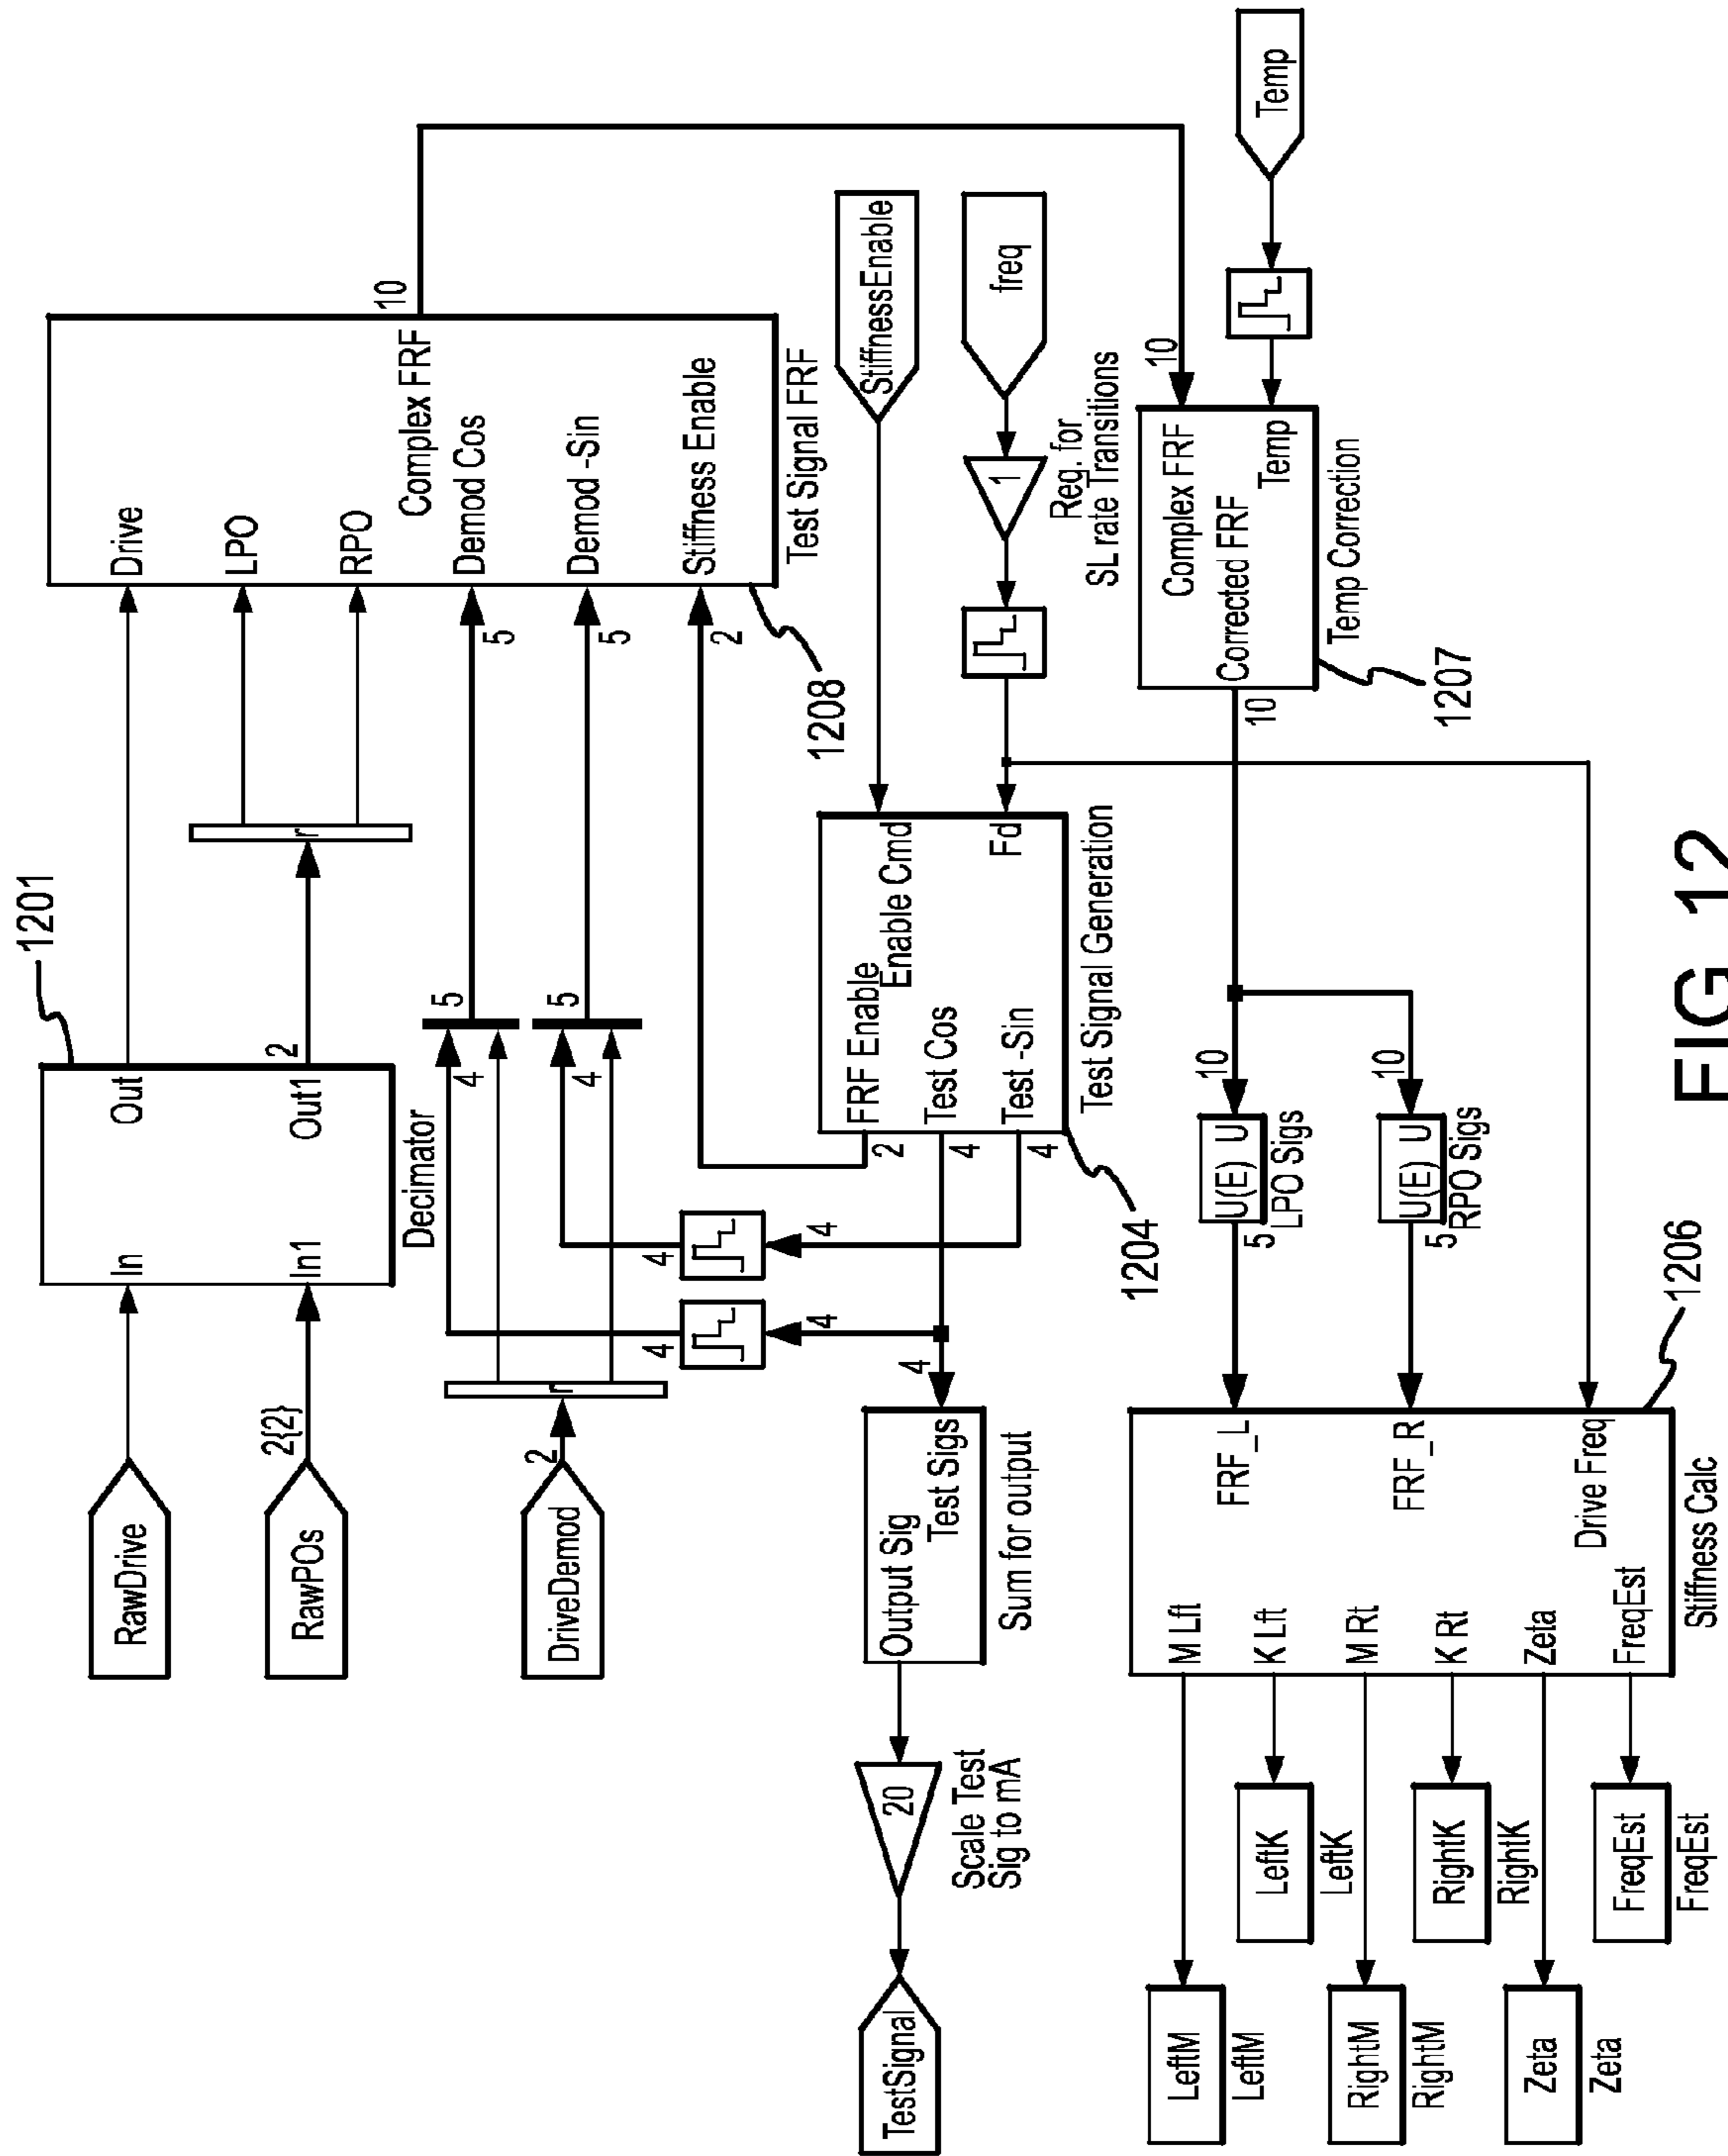 RawDrive
RawPOs
2{2}
In
In1
Out
Out1
2
Decimator
1201
r
Drive
LPO
RPO
Complex FRF
Demod Cos
Demod -Sin
Stiffness Enable
10
Test Signal FRF
1208
5
5
2
DriveDemod
2
r
4
5
4
5
4
4
4
4
StiffnessEnable
freq
1
Req. for
SL rate Transitions
FRF Enable
Enable Cmd
Test Cos
Fd
Test -Sin
2
4
4
Test Signal Generation
1204
4
Output Sig
Test Sigs
Sum for output
20
Scale Test
Sig to mA
TestSignal
10
Complex FRF
Corrected FRF
Temp
10
Temp Correction
1207
Temp
10
U(E) U
5
LPO Sigs
10
U(E) U
5
RPO Sigs
M Lft
FRF_L
K Lft
M Rt
FRF_R
K Rt
Zeta
Drive Freq
FreqEst
Stiffness Calc
1206
LeftM
LeftM
LeftK
LeftK
RightM
RightM
RightK
RightK
Zeta
Zeta
FreqEst
FreqEst
FIG. 12